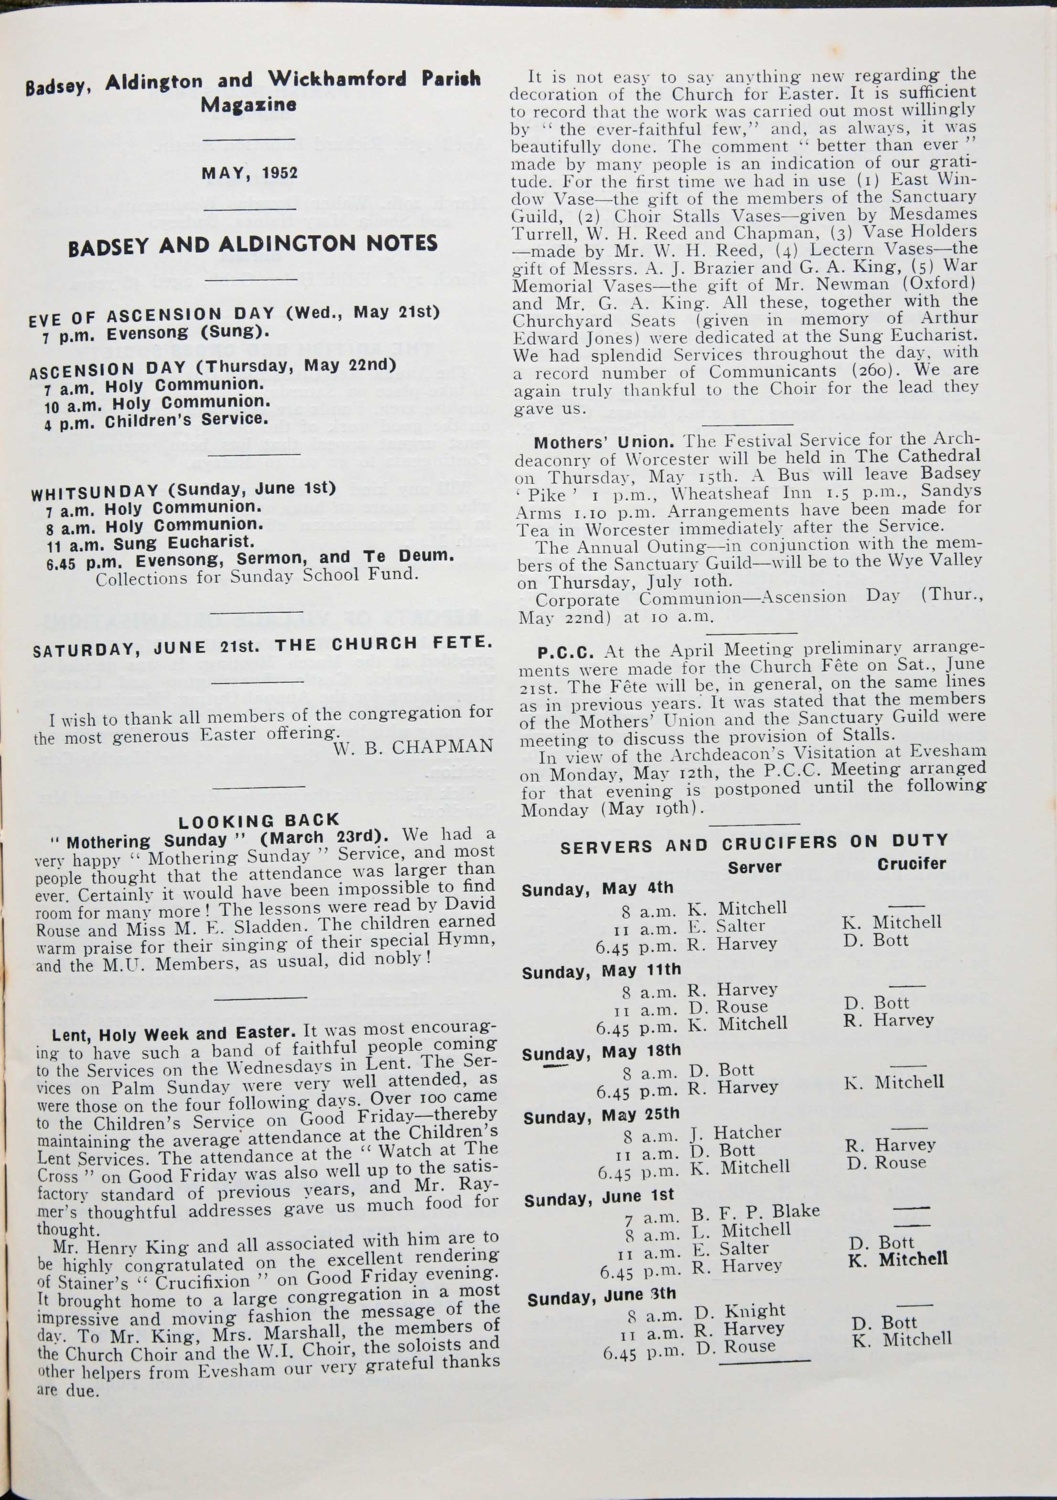 Badsey, Aldington and Wickhamford Parish
Magazine
MAY, 1952
BADSEY AND ALDINGTON NOTES
EVE OF ASCENSION DAY (Wed., May 21st)
7 p.m. Evensong (Sung).
ASCENSION DAY (Thursday, May 22nd)
7 a.m. Holy Communion.
10 a.m. Holy Communion.
4 p.m. Children's Service.
WHITSUNDAY (Sunday, June 1st)
7 a.m. Holy Communion.
8 a.m. Holy Communion.
11 a.m. Sung Eucharist.
6.45 p.m. Evensong, Sermon, and Te Deum.
Collections for Sunday School Fund.
SATURDAY, JUNE 21st. THE CHURCH FETE.
I wish to thank all members of the congregation for
the most generous Easter offering.
W. B. CHAPMAN
LOOKING BACK
" Mothering Sunday " (March 23rd). We had a
very happy " Mothering Sunday " Service, and most
people thought that the attendance was larger than
ever. Certainly it would have been impossible to find
room for many more ! The lessons were read by David
Rouse and Miss M. E. Sladden. The children earned
warm praise for their singing of their special Hymn,
and the M.U. Members, as usual, did nobly !
Lent, Holy Week and Easter. It was most encourag-
ing to have such a band of faithful people coming
to the Services on the Wednesdays in Lent. The Ser-
vices on Palm Sunday were very well attended, as
were those on the four following days. Over 100 came
to the Children's Service on Good Friday—thereby
maintaining the average attendance at the Children's
Lent Services. The attendance at the " Watch at The
Cross " on Good Friday was also well up to the satis-
factory standard of previous years, and Mr. Ray-
mer's thoughtful addresses gave us much food for
thought.
Mr. Henry King and all associated with him are to
be highly congratulated on the excellent rendering
of Stainer's " Crucifixion " on Good Friday evening.
It brought home to a large congregation in a most
impressive and moving fashion the message of the
day. To Mr. King, Mrs. Marshall, the members of
the Church Choir and the W.I. Choir, the soloists and
other helpers from Evesham our very grateful thanks
are due.
It is not easy to say anything new regarding the
decoration of the Church for Easter. It is sufficient
to record that the work was carried out most willingly
by " the ever-faithful few," and, as always, it was
beautifully done. The comment " better than ever "
made by many people is an indication of our grati-
tude. For the first time we had in use (1) East Win-
dow Vase—the gift of the members of the Sanctuary
Guild, (2) Choir Stalls Vases—given by Mesdames
Turrell, W. H. Reed and Chapman, (3) Vase Holders
—made by Mr. W. H. Reed, (4) Lectern Vases—the
gift of Messrs. A. J. Brazier and G. A. King, (5) War
Memorial Vases—the gift of Mr. Newman (Oxford)
and Mr. G. A. King. All these, together with the
Churchyard Seats (given in memory of Arthur
Edward Jones) were dedicated at the Sung Eucharist.
We had splendid Services throughout the day, with
a record number of Communicants (260). We are
again truly thankful to the Choir for the lead they
gave us.
Mothers' Union. The Festival Service for the Arch-
deaconry of Worcester will be held in The Cathedral
on Thursday, May 15th. A Bus will leave Badsey
' Pike ' 1 p.m., Wheatsheaf Inn 1.5 p.m., Sandys
Arms 1.10 p.m. Arrangements have been made for
Tea in Worcester immediately after the Service.
The Annual Outing—in conjunction with the mem-
bers of the Sanctuary Guild—will be to the Wye Valley
on Thursday, July 10th.
Corporate Communion—Ascension Day (Thur.,
May 22nd) at 10 a.m.
P.C.C. At the April Meeting preliminary arrange-
ments were made for the Church Fête on Sat., June
21st. The Fête will be, in general, on the same lines
as in previous years. It was stated that the members
of the Mothers' Union and the Sanctuary Guild were
meeting to discuss the provision of Stalls.
In view of the Archdeacon's Visitation at Evesham
on Monday, May 12th, the P.C.C. Meeting arranged
for that evening is postponed until the following
Monday (May 19th).
SERVERS AND CRUCIFERS ON DUTY
Server Crucifer
Sunday, May 4th
8 a.m. K. Mitchell ——
11 a.m. E. Salter K. Mitchell
6.45 p.m. R. Harvey D. Bott
Sunday, May 11th
8 a.m. R. Harvey ——
11 a.m. D. Rouse D. Bott
6.45 p.m. K. Mitchell R. Harvey
Sunday, May 18th
8 a.m. D. Bott ——
6.45 p.m. R. Harvey K. Mitchell
Sunday, May 25th
8 a.m. J. Hatcher ——
11 a.m. D. Bott R. Harvey
6.45 p.m. K. Mitchell D. Rouse
Sunday, June 1st
7 a.m. B. F. P. Blake ——
8 a.m. L. Mitchell ——
11 a.m. E. Salter D. Bott
6.45 p.m. R. Harvey K. Mitchell
Sunday, June 8th
8 a.m. D. Knight ——
11 a.m. R. Harvey D. Bott
6.45 p.m. D. Rouse K. Mitchell